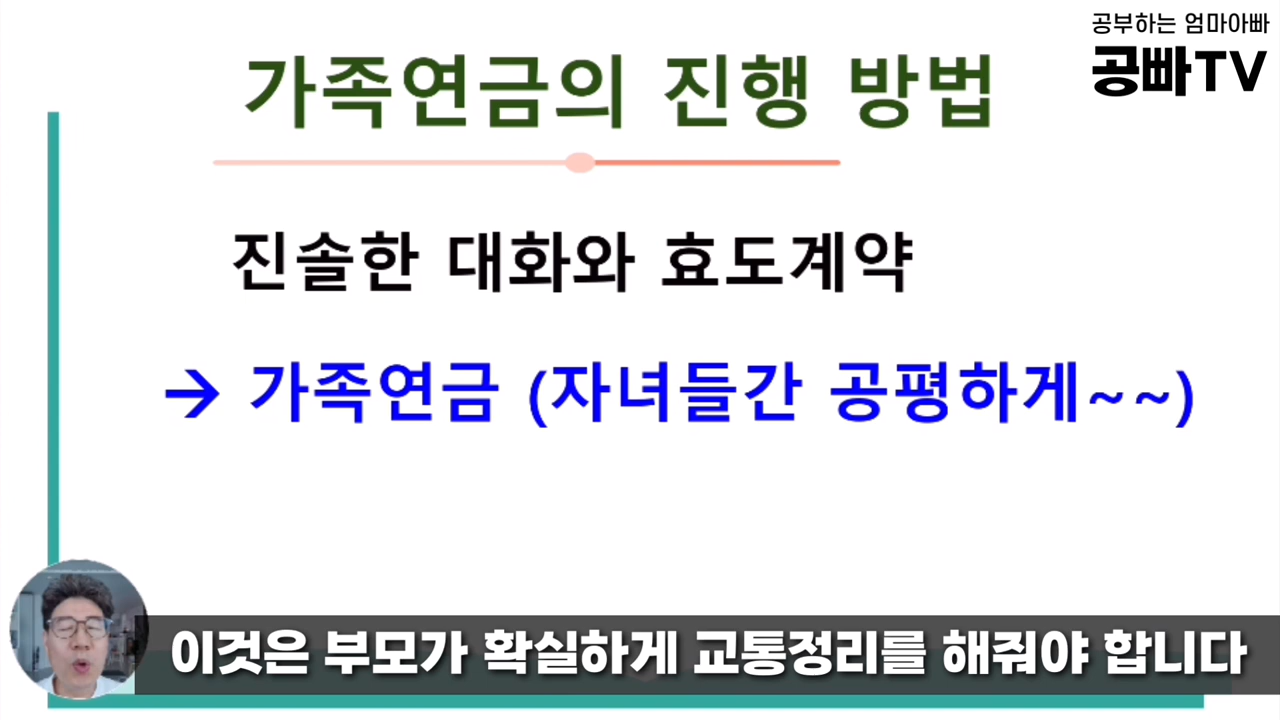 공부하는 엄마아빠
공빠TV
가족연금의 진행 방법
진솔한 대화와 효도계약
→ 가족연금 (자녀들간 공평하게~~)
이것은 부모가 확실하게 교통정리를 해줘야 합니다